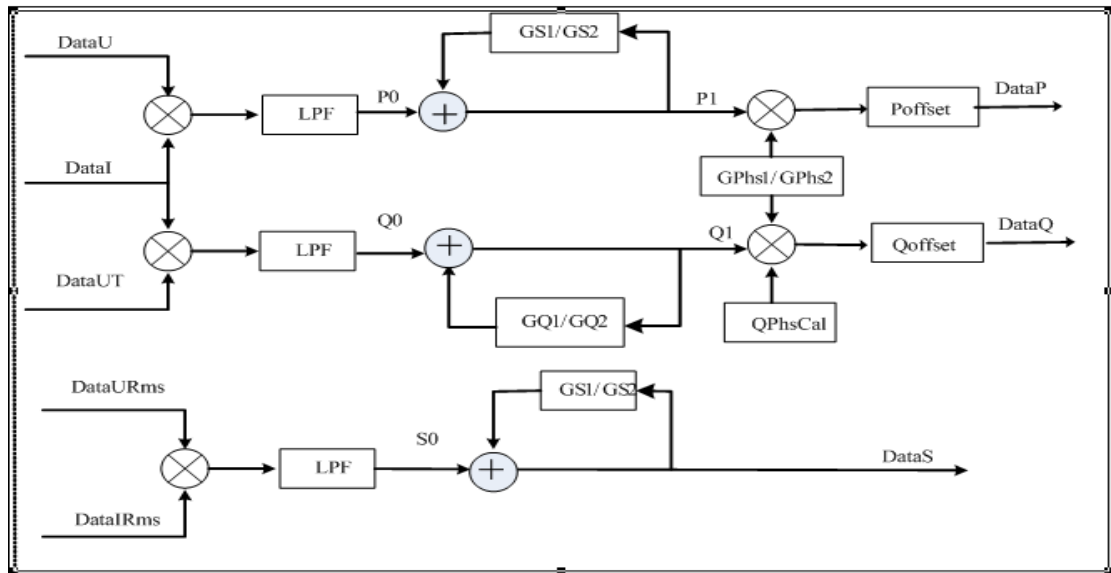 DataU
GS1/GS2
LPF
P0
+
P1
Poffset
DataP
DataI
GPhs1/GPhs2
DataUT
LPF
Q0
+
Q1
Qoffset
DataQ
GQ1/GQ2
QPhsCal
DataURms
GS1/GS2
LPF
S0
+
DataS
DataIRms